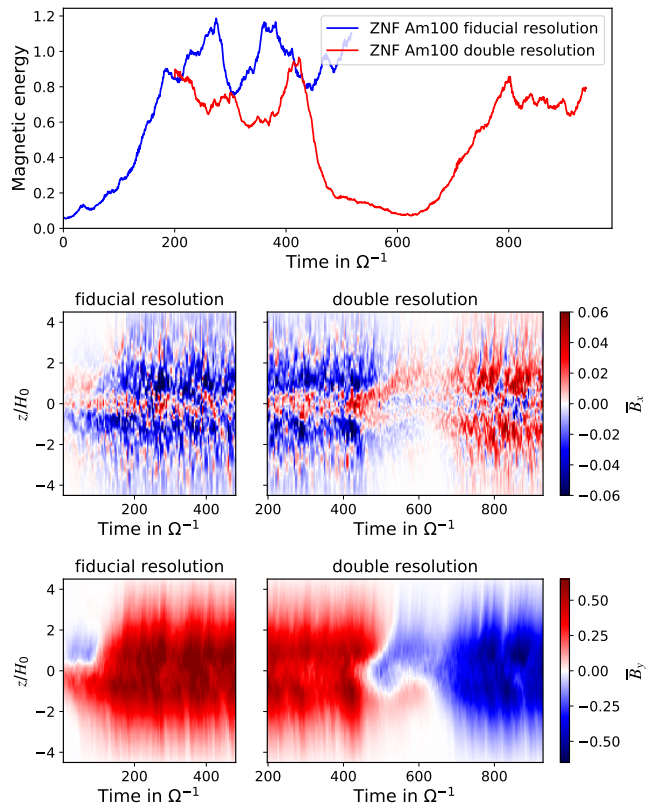 ZNF Am100 fiducial resolution
ZNF Am100 double resolution
Magnetic energy
1.2
1.0
0.8
0.6
0.4
0.2
0.0
0 200 400 600 800
Time in Ω⁻¹
fiducial resolution double resolution
z/H₀
4
2
0
−2
−4
0 200 400
Time in Ω⁻¹
200 400 600 800
Time in Ω⁻¹
0.06
0.04
0.02
0.00
−0.02
−0.04
−0.06
B̅ₓ
fiducial resolution double resolution
z/H₀
4
2
0
−2
−4
0 200 400
Time in Ω⁻¹
200 400 600 800
Time in Ω⁻¹
0.50
0.25
0.00
−0.25
−0.50
B̅_y